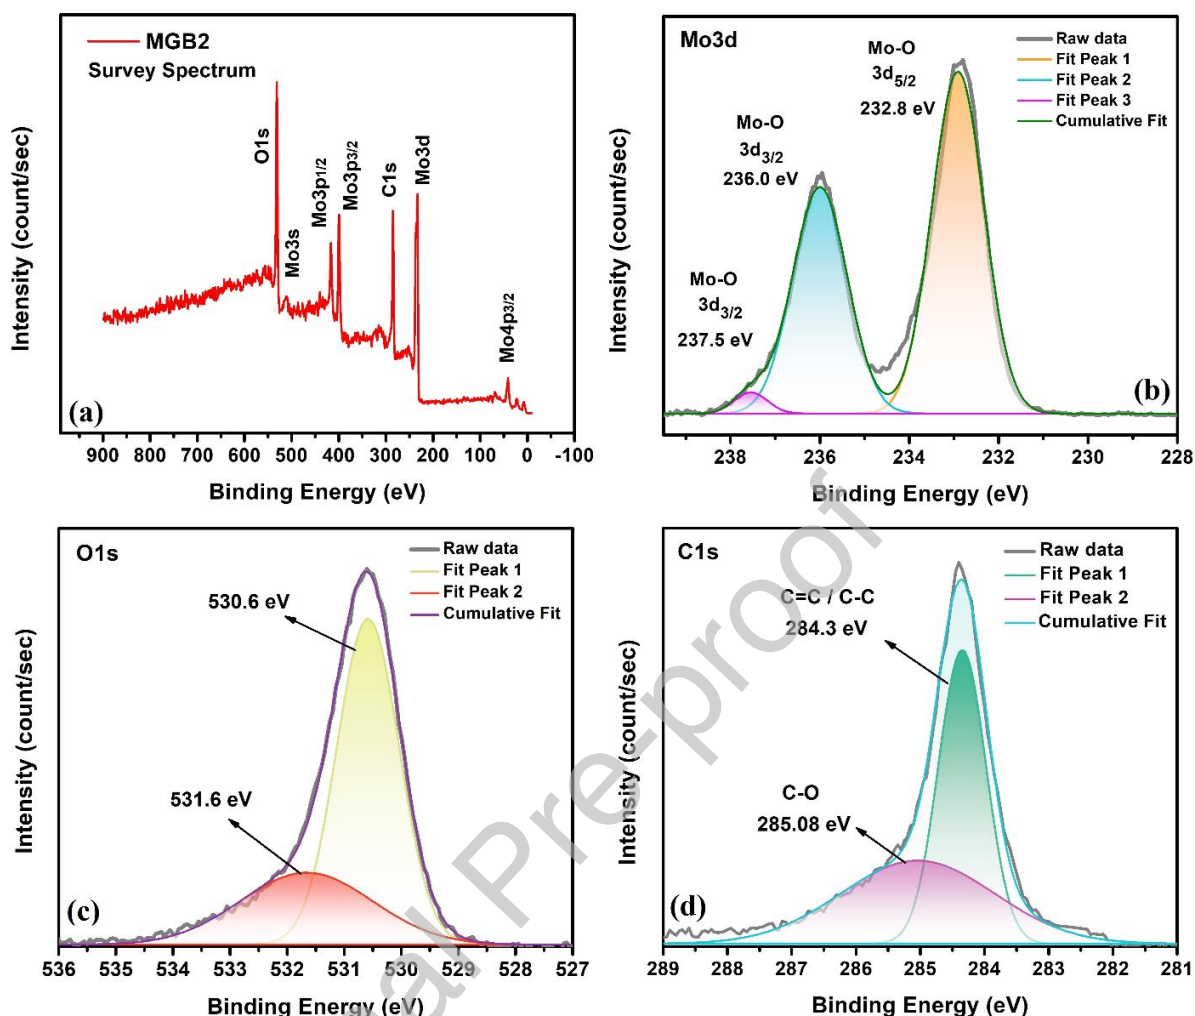 MGB2
Survey Spectrum
O1s
Mo3s
Mo3p1/2
Mo3p3/2
C1s
Mo3d
Mo4p3/2
(a)
Intensity (count/sec)
900 800 700 600 500 400 300 200 100 0 -100
Binding Energy (eV)
Mo3d
Raw data
Fit Peak 1
Fit Peak 2
Fit Peak 3
Cumulative Fit
Mo-O
3d5/2
232.8 eV
Mo-O
3d3/2
236.0 eV
Mo-O
3d3/2
237.5 eV
(b)
Intensity (count/sec)
238 236 234 232 230 228
Binding Energy (eV)
O1s
Raw data
Fit Peak 1
Fit Peak 2
Cumulative Fit
530.6 eV
531.6 eV
(c)
Intensity (count/sec)
536 535 534 533 532 531 530 529 528 527
Binding Energy (eV)
C1s
Raw data
Fit Peak 1
Fit Peak 2
Cumulative Fit
C=C / C-C
284.3 eV
C-O
285.08 eV
(d)
Intensity (count/sec)
289 288 287 286 285 284 283 282 281
Binding Energy (eV)
Pre-proof